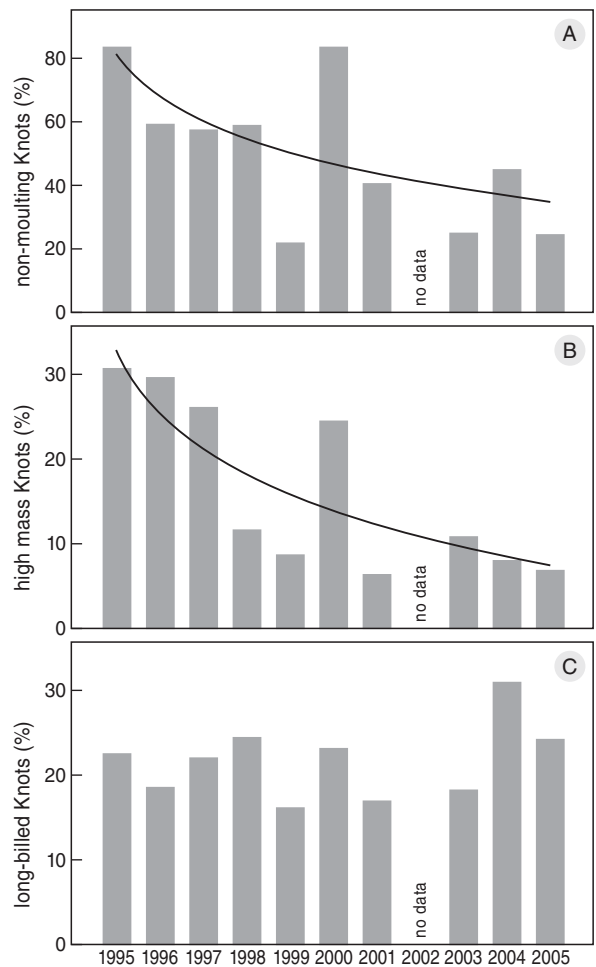 A
non-moulting Knots (%)
80
60
40
20
0
no data
B
high mass Knots (%)
30
20
10
0
no data
C
long-billed Knots (%)
30
20
10
0
no data
1995 1996 1997 1998 1999 2000 2001 2002 2003 2004 2005